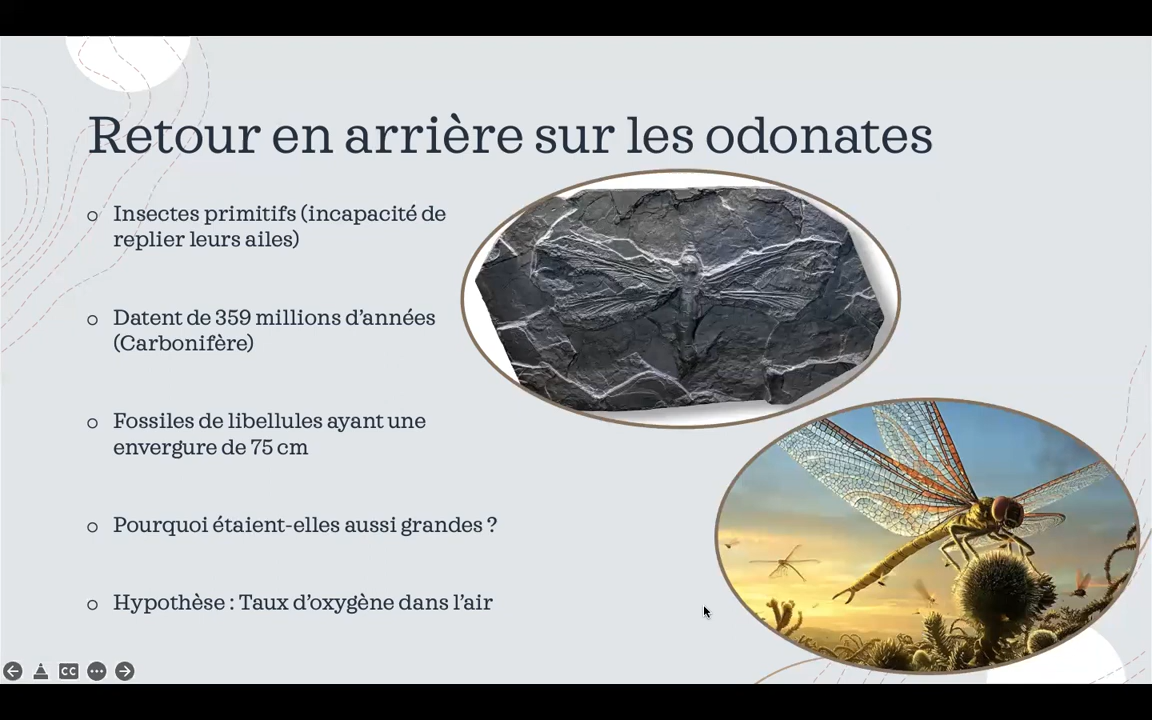 Retour en arrière sur les odonates
o Insectes primitifs (incapacité de
replier leurs ailes)
o Datent de 359 millions d’années
(Carbonifère)
o Fossiles de libellules ayant une
envergure de 75 cm
o Pourquoi étaient-elles aussi grandes ?
o Hypothèse : Taux d’oxygène dans l’air
CC